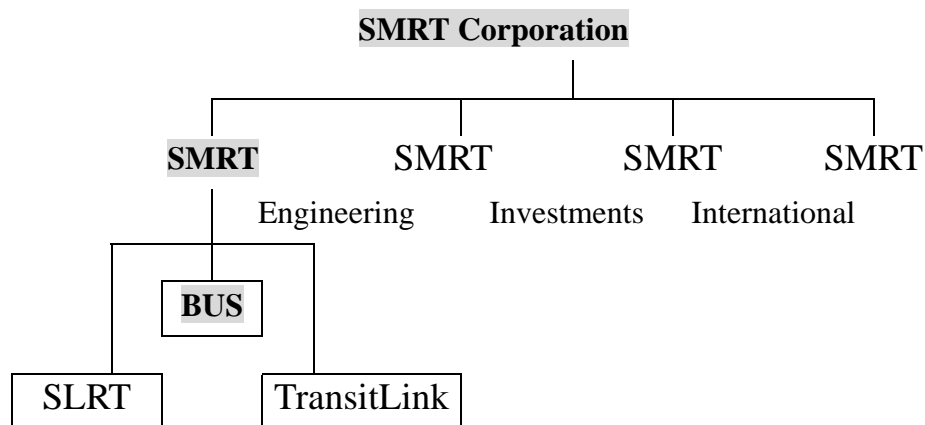 SMRT Corporation
SMRT SMRT SMRT SMRT
Engineering Investments International
BUS
SLRT TransitLink